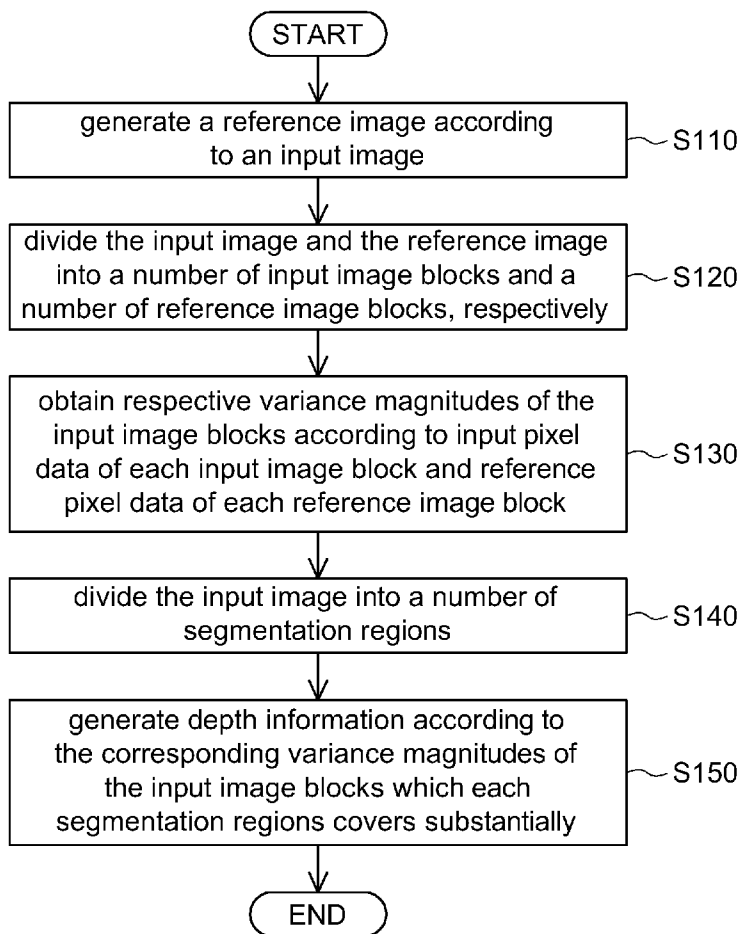 START
generate a reference image according
to an input image
S110
divide the input image and the reference image
into a number of input image blocks and a
number of reference image blocks, respectively
S120
obtain respective variance magnitudes of the
input image blocks according to input pixel
data of each input image block and reference
pixel data of each reference image block
S130
divide the input image into a number of
segmentation regions
S140
generate depth information according to
the corresponding variance magnitudes of
the input image blocks which each
segmentation regions covers substantially
S150
END